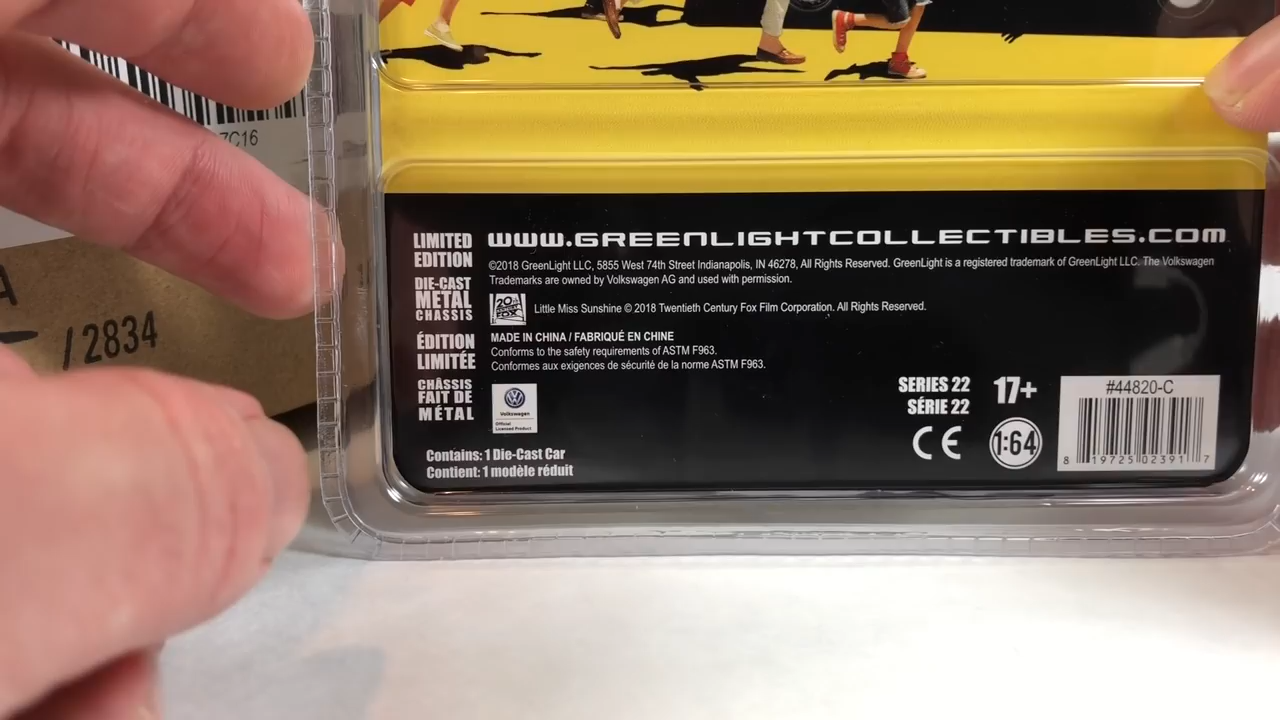 7C16
A
/2834
LIMITED
EDITION
DIE-CAST
METAL
CHASSIS
ÉDITION
LIMITÉE
CHÂSSIS
FAIT DE
MÉTAL
www.GREENLIGHTCOLLECTIBLES.com
©2018 GreenLight LLC, 5855 West 74th Street Indianapolis, IN 46278, All Rights Reserved. GreenLight is a registered trademark of GreenLight LLC. The Volkswagen
Trademarks are owned by Volkswagen AG and used with permission.
Little Miss Sunshine © 2018 Twentieth Century Fox Film Corporation. All Rights Reserved.
MADE IN CHINA / FABRIQUÉ EN CHINE
Conforms to the safety requirements of ASTM F963.
Conformes aux exigences de sécurité de la norme ASTM F963.
Volkswagen
Official
Licensed Product
Contains: 1 Die-Cast Car
Contient: 1 modèle réduit
SERIES 22
SÉRIE 22
17+
CE
1:64
#44820-C
8 19725 02391 7